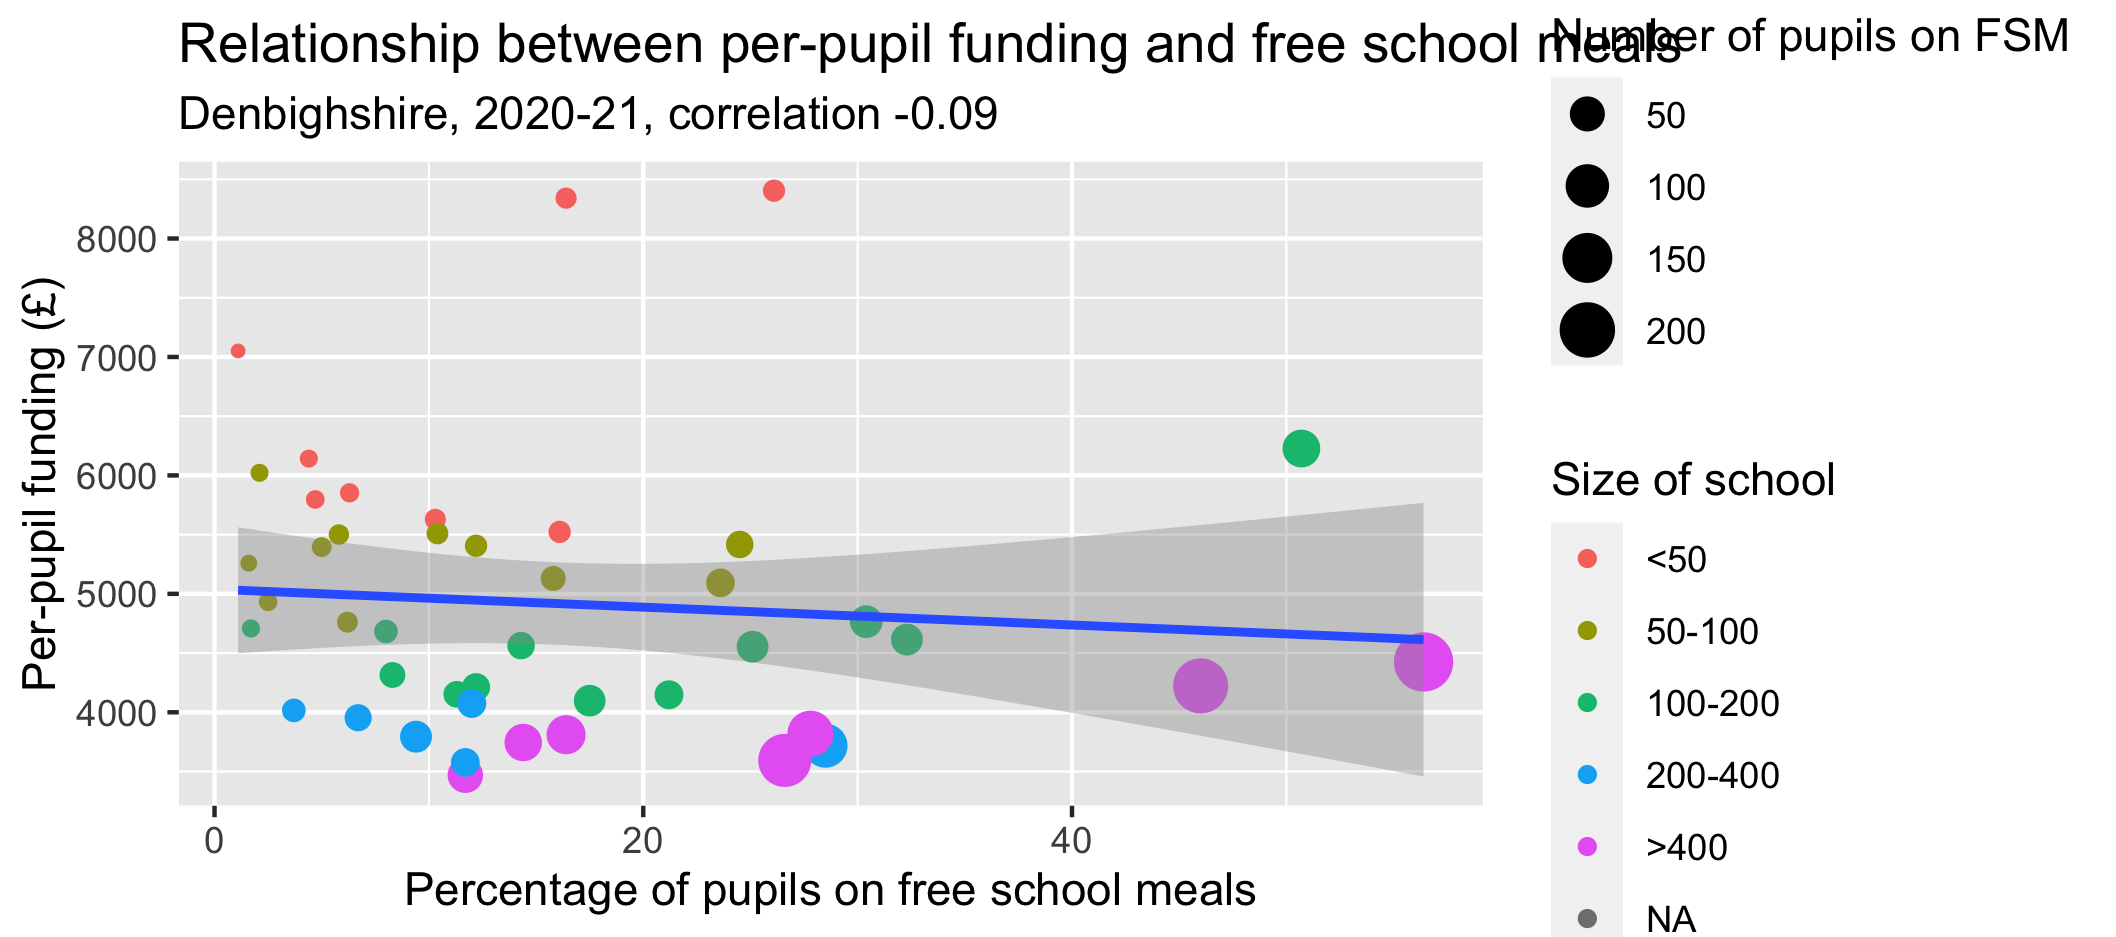 Relationship between per-pupil funding and free school meals
Denbighshire, 2020-21, correlation -0.09
Per-pupil funding (£)
8000
7000
6000
5000
4000
0
20
40
Percentage of pupils on free school meals
Number of pupils on FSM
50
100
150
200
Size of school
<50
50-100
100-200
200-400
>400
NA